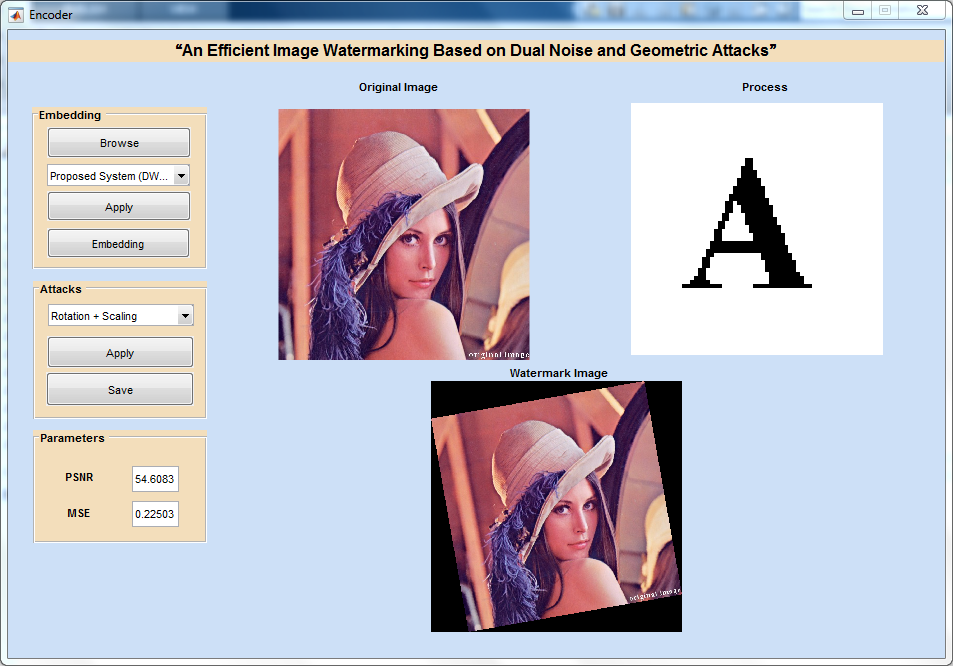 Encoder
“An Efficient Image Watermarking Based on Dual Noise and Geometric Attacks”
Original Image
Process
Embedding
Browse
Proposed System (DW...
Apply
Embedding
A
original image
Attacks
Rotation + Scaling
Apply
Save
Watermark Image
Parameters
PSNR
54.6083
MSE
0.22503
original image